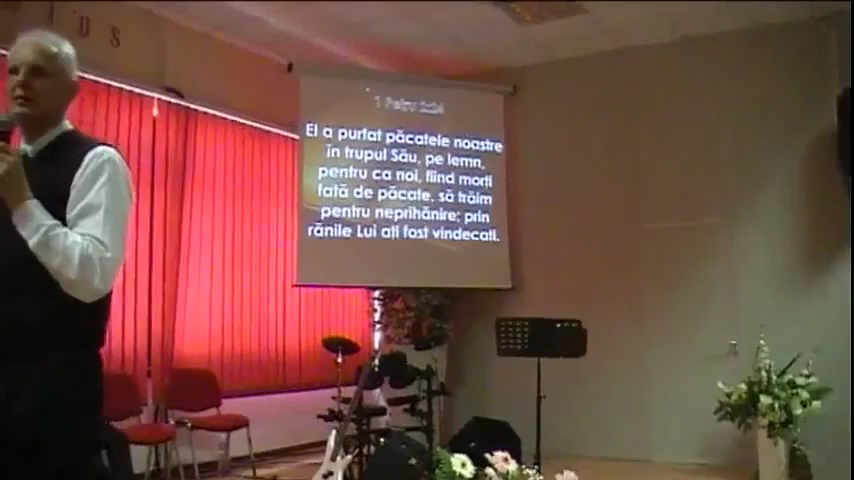 U S
1 Petru 2:24
El a purtat păcatele noastre
în trupul Său, pe lemn,
pentru ca noi, fiind morți
față de păcate, să trăim
pentru neprihănire; prin
rănile Lui ați fost vindecați.